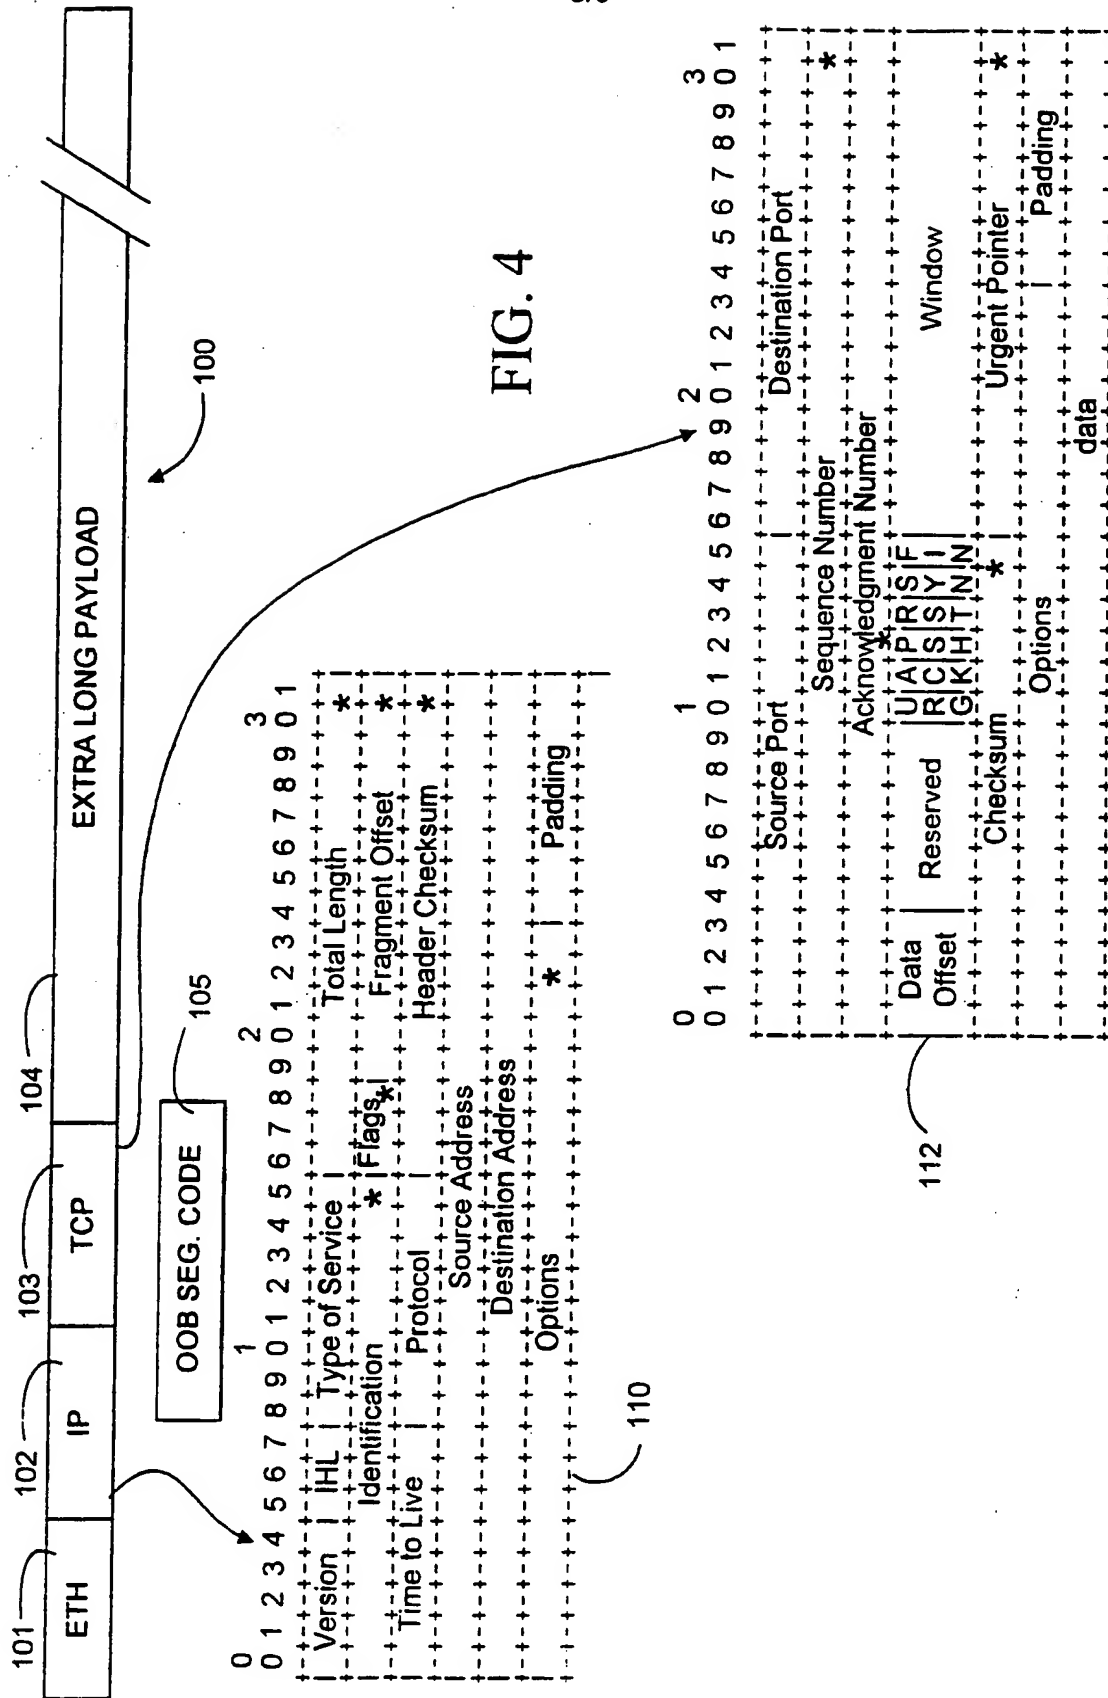 101 102 103 104
ETH IP TCP EXTRA LONG PAYLOAD
100
OOB SEG. CODE
105
FIG. 4
0 1 2 3
0 1 2 3 4 5 6 7 8 9 0 1 2 3 4 5 6 7 8 9 0 1 2 3 4 5 6 7 8 9 0 1
|Version | IHL | Type of Service | Total Length * |
Identification * |Flags *| Fragment Offset * |
Time to Live | Protocol | Header Checksum * |
Source Address
Destination Address
Options * | Padding
110
0 1 2 3
0 1 2 3 4 5 6 7 8 9 0 1 2 3 4 5 6 7 8 9 0 1 2 3 4 5 6 7 8 9 0 1
Source Port | Destination Port
Sequence Number *
Acknowledgment Number *
Data | |U|A|P|R|S|F|
Offset | Reserved |R|C|S|S|Y|I| Window
|G|K|H|T|N|N|
Checksum * | Urgent Pointer *
Options | Padding
data
112